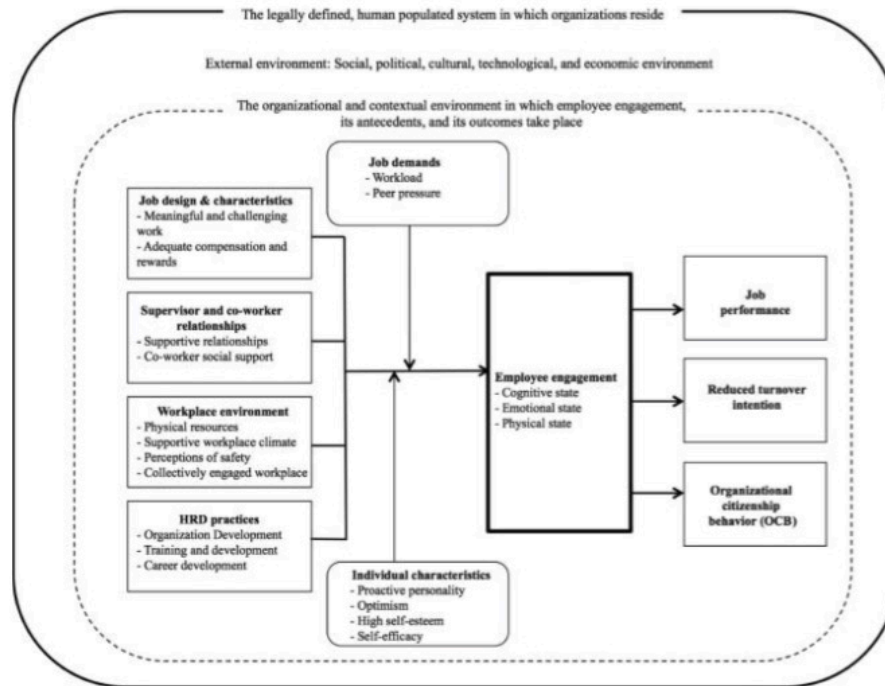 The legally defined, human populated system in which organizations reside
External environment: Social, political, cultural, technological, and economic environment
The organizational and contextual environment in which employee engagement,
its antecedents, and its outcomes take place
Job demands
- Workload
- Peer pressure
Job design & characteristics
- Meaningful and challenging
work
- Adequate compensation and
rewards
Supervisor and co-worker
relationships
- Supportive relationships
- Co-worker social support
Workplace environment
- Physical resources
- Supportive workplace climate
- Perceptions of safety
- Collectively engaged workplace
HRD practices
- Organization Development
- Training and development
- Career development
Individual characteristics
- Proactive personality
- Optimism
- High self-esteem
- Self-efficacy
Employee engagement
- Cognitive state
- Emotional state
- Physical state
Job
performance
Reduced turnover
intention
Organizational
citizenship
behavior (OCB)